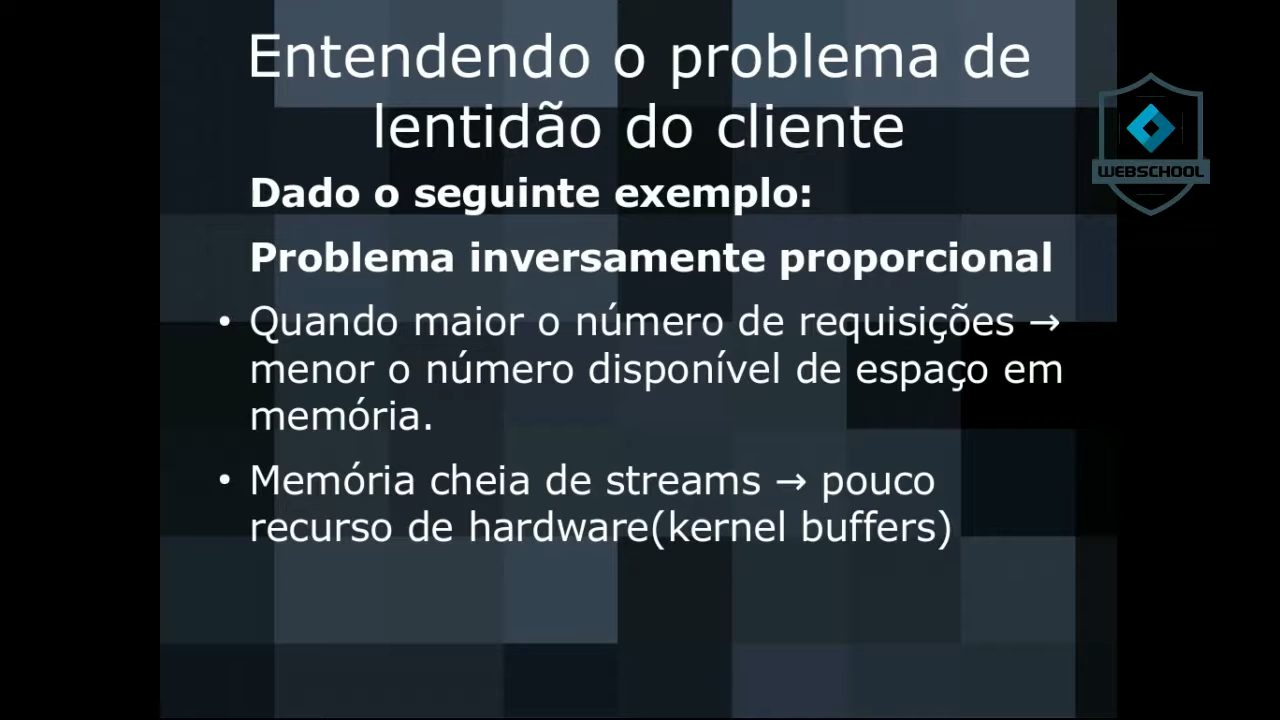 Entendendo o problema de
lentidão do cliente
WEBSCHOOL
Dado o seguinte exemplo:
Problema inversamente proporcional
• Quando maior o número de requisições →
menor o número disponível de espaço em
memória.
• Memória cheia de streams → pouco
recurso de hardware(kernel buffers)